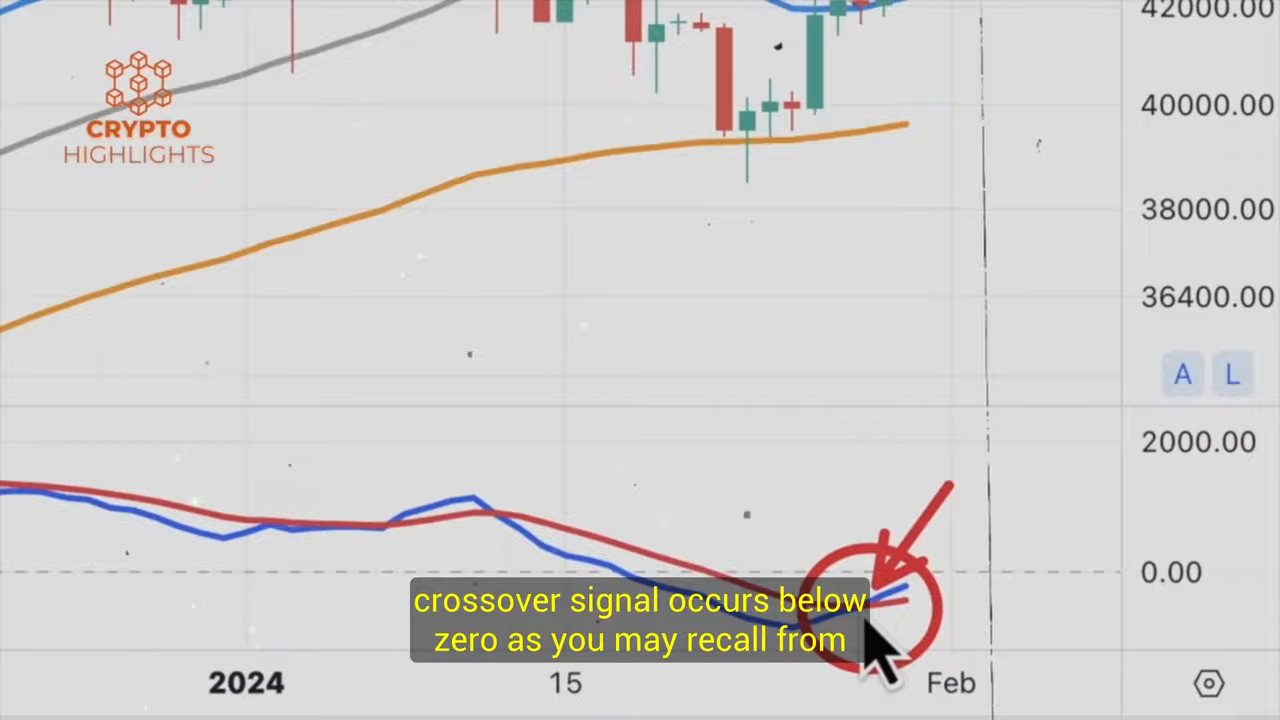 42000.00
CRYPTO
HIGHLIGHTS
40000.00
38000.00
36400.00
A L
2000.00
0.00
crossover signal occurs below
zero as you may recall from
2024 15 Feb